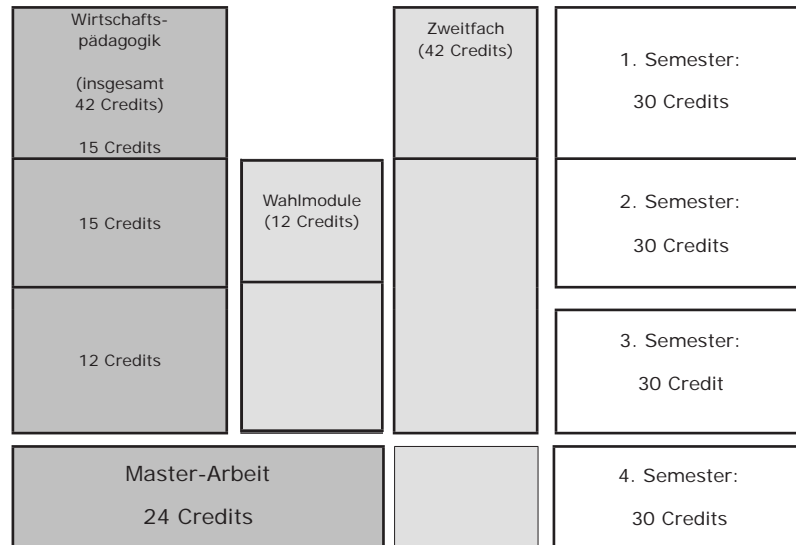 Wirtschafts-
pädagogik
(insgesamt
42 Credits)
15 Credits
Zweitfach
(42 Credits)
1. Semester:
30 Credits
15 Credits
Wahlmodule
(12 Credits)
2. Semester:
30 Credits
12 Credits
3. Semester:
30 Credit
Master-Arbeit
24 Credits
4. Semester:
30 Credits